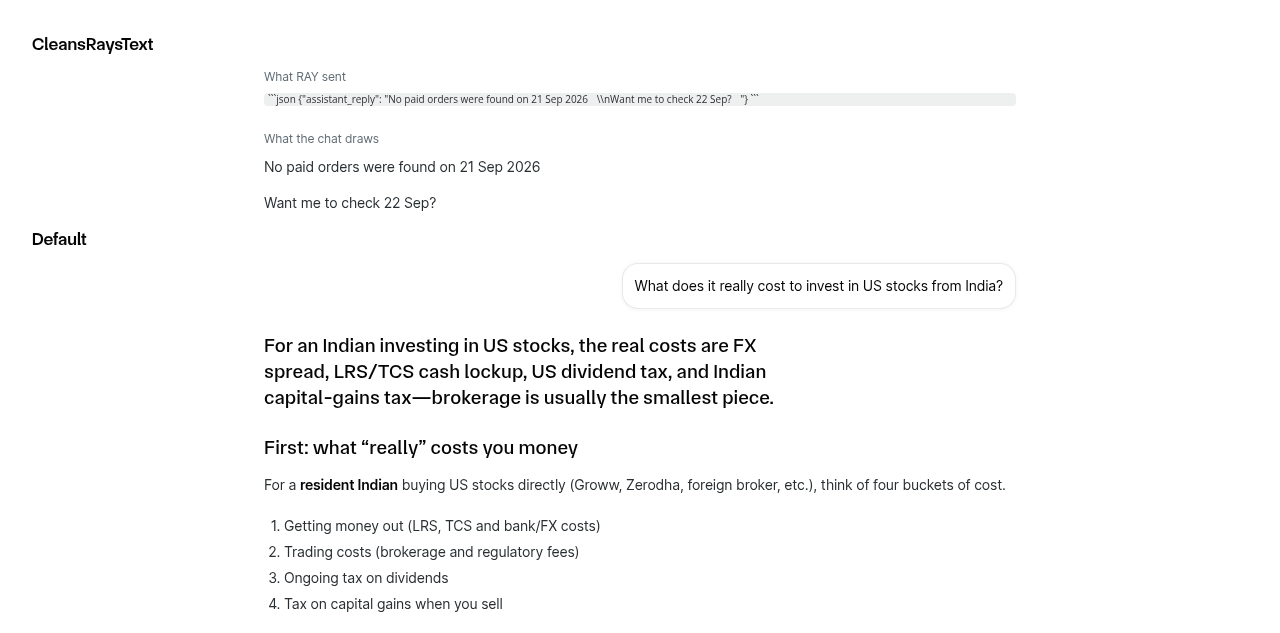 CleansRaysText
What RAY sent
```json {"assistant_reply": "No paid orders were found on 21 Sep 2026 \\nWant me to check 22 Sep? "} ```
What the chat draws
No paid orders were found on 21 Sep 2026
Want me to check 22 Sep?
Default
What does it really cost to invest in US stocks from India?
For an Indian investing in US stocks, the real costs are FX
spread, LRS/TCS cash lockup, US dividend tax, and Indian
capital-gains tax—brokerage is usually the smallest piece.
First: what “really” costs you money
For a resident Indian buying US stocks directly (Groww, Zerodha, foreign broker, etc.), think of four buckets of cost.
1. Getting money out (LRS, TCS and bank/FX costs)
2. Trading costs (brokerage and regulatory fees)
3. Ongoing tax on dividends
4. Tax on capital gains when you sell